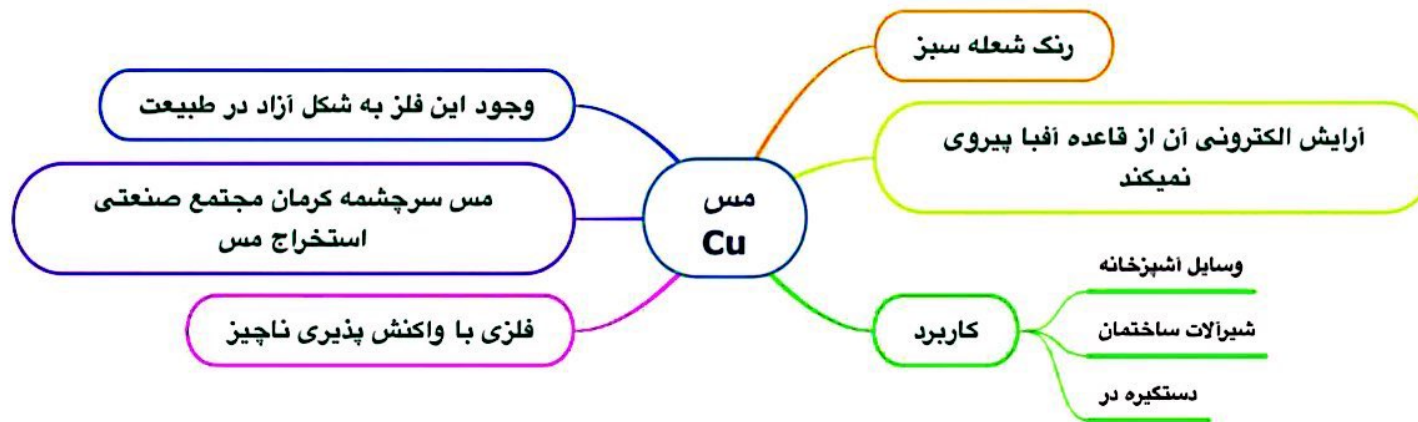 مس
Cu
رنگ شعله سبز
آرایش الکترونی آن از قاعده آفبا پیروی
نمیکند
کاربرد
وسایل آشپزخانه
شیرآلات ساختمان
دستگیره در
وجود این فلز به شکل آزاد در طبیعت
مس سرچشمه کرمان مجتمع صنعتی
استخراج مس
فلزی با واکنش پذیری ناچیز